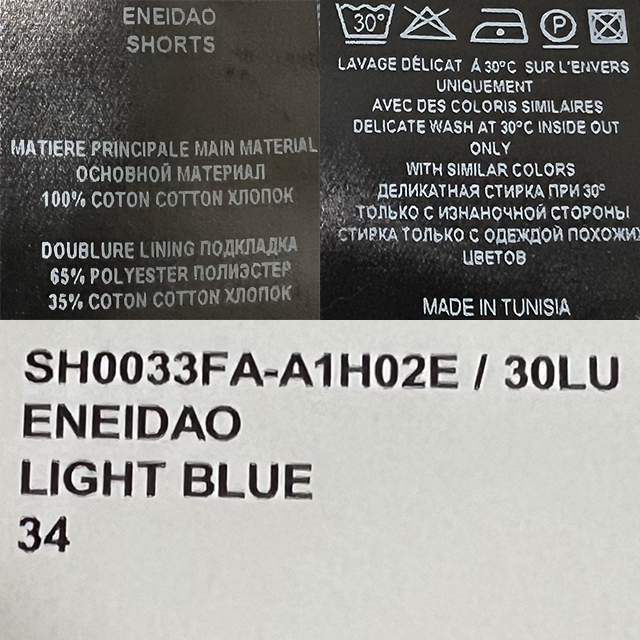 ENEIDAO
SHORTS
MATIERE PRINCIPALE MAIN MATERIAL
ОСНОВНОЙ МАТЕРИАЛ
100% COTON COTTON ХЛОПОК
DOUBLURE LINING ПОДКЛАДКА
65% POLYESTER ПОЛИЭСТЕР
35% COTON COTTON ХЛОПОК
30°
P
LAVAGE DÉLICAT À 30°C SUR L'ENVERS
UNIQUEMENT
AVEC DES COLORIS SIMILAIRES
DELICATE WASH AT 30°C INSIDE OUT
ONLY
WITH SIMILAR COLORS
ДЕЛИКАТНАЯ СТИРКА ПРИ 30°
ТОЛЬКО С ИЗНАНОЧНОЙ СТОРОНЫ
СТИРКА ТОЛЬКО С ОДЕЖДОЙ ПОХОЖИХ
ЦВЕТОВ
MADE IN TUNISIA
SH0033FA-A1H02E / 30LU
ENEIDAO
LIGHT BLUE
34